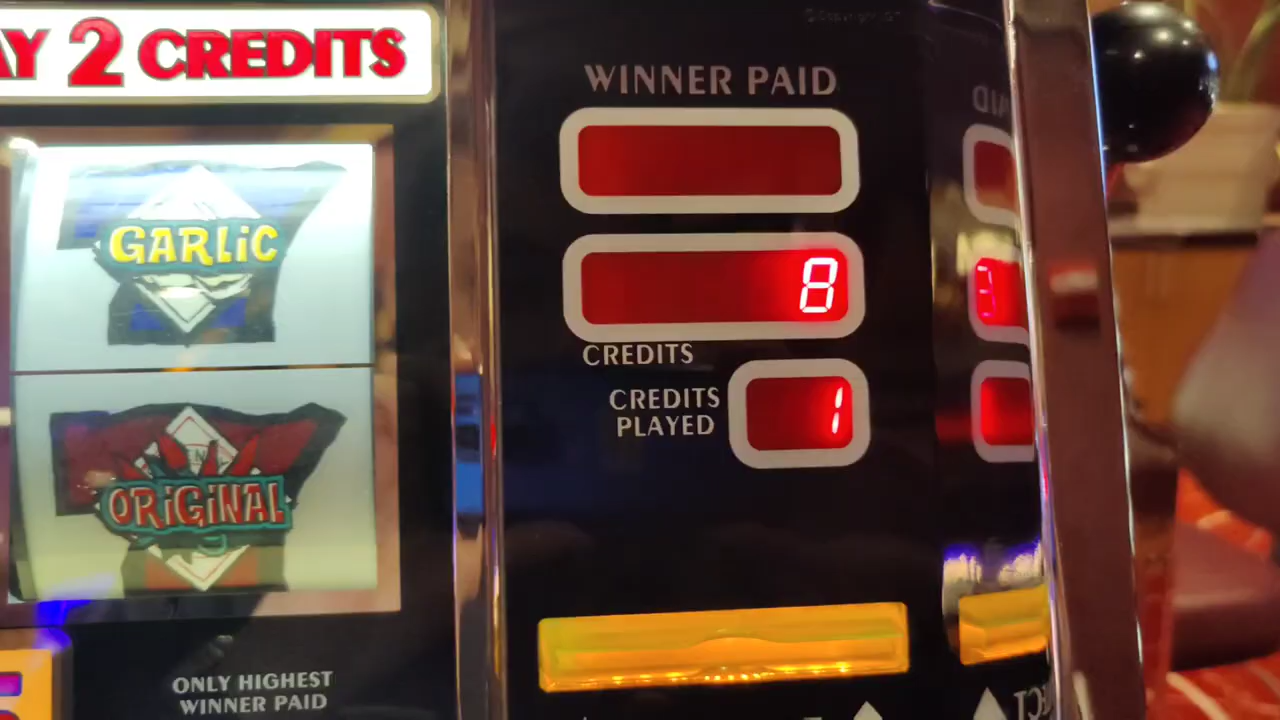 AY 2 CREDITS
GARLIC
ORIGINAL
ONLY HIGHEST
WINNER PAID
WINNER PAID
8
CREDITS
CREDITS
PLAYED
1